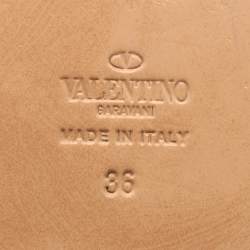 VALENTINO
GARAVANI
MADE IN ITALY
36